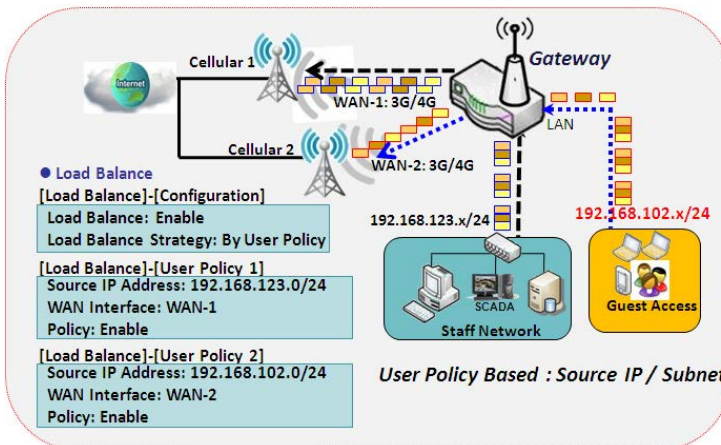 Gateway
Cellular 1
Internet
WAN-1: 3G/4G
LAN
Cellular 2
WAN-2: 3G/4G
Load Balance
[Load Balance]-[Configuration]
Load Balance: Enable
Load Balance Strategy: By User Policy
192.168.123.x/24
192.168.102.x/24
[Load Balance]-[User Policy 1]
Source IP Address: 192.168.123.0/24
WAN Interface: WAN-1
Policy: Enable
SCADA
Staff Network
Guest Access
[Load Balance]-[User Policy 2]
Source IP Address: 192.168.102.0/24
WAN Interface: WAN-2
Policy: Enable
User Policy Based : Source IP / Subnet